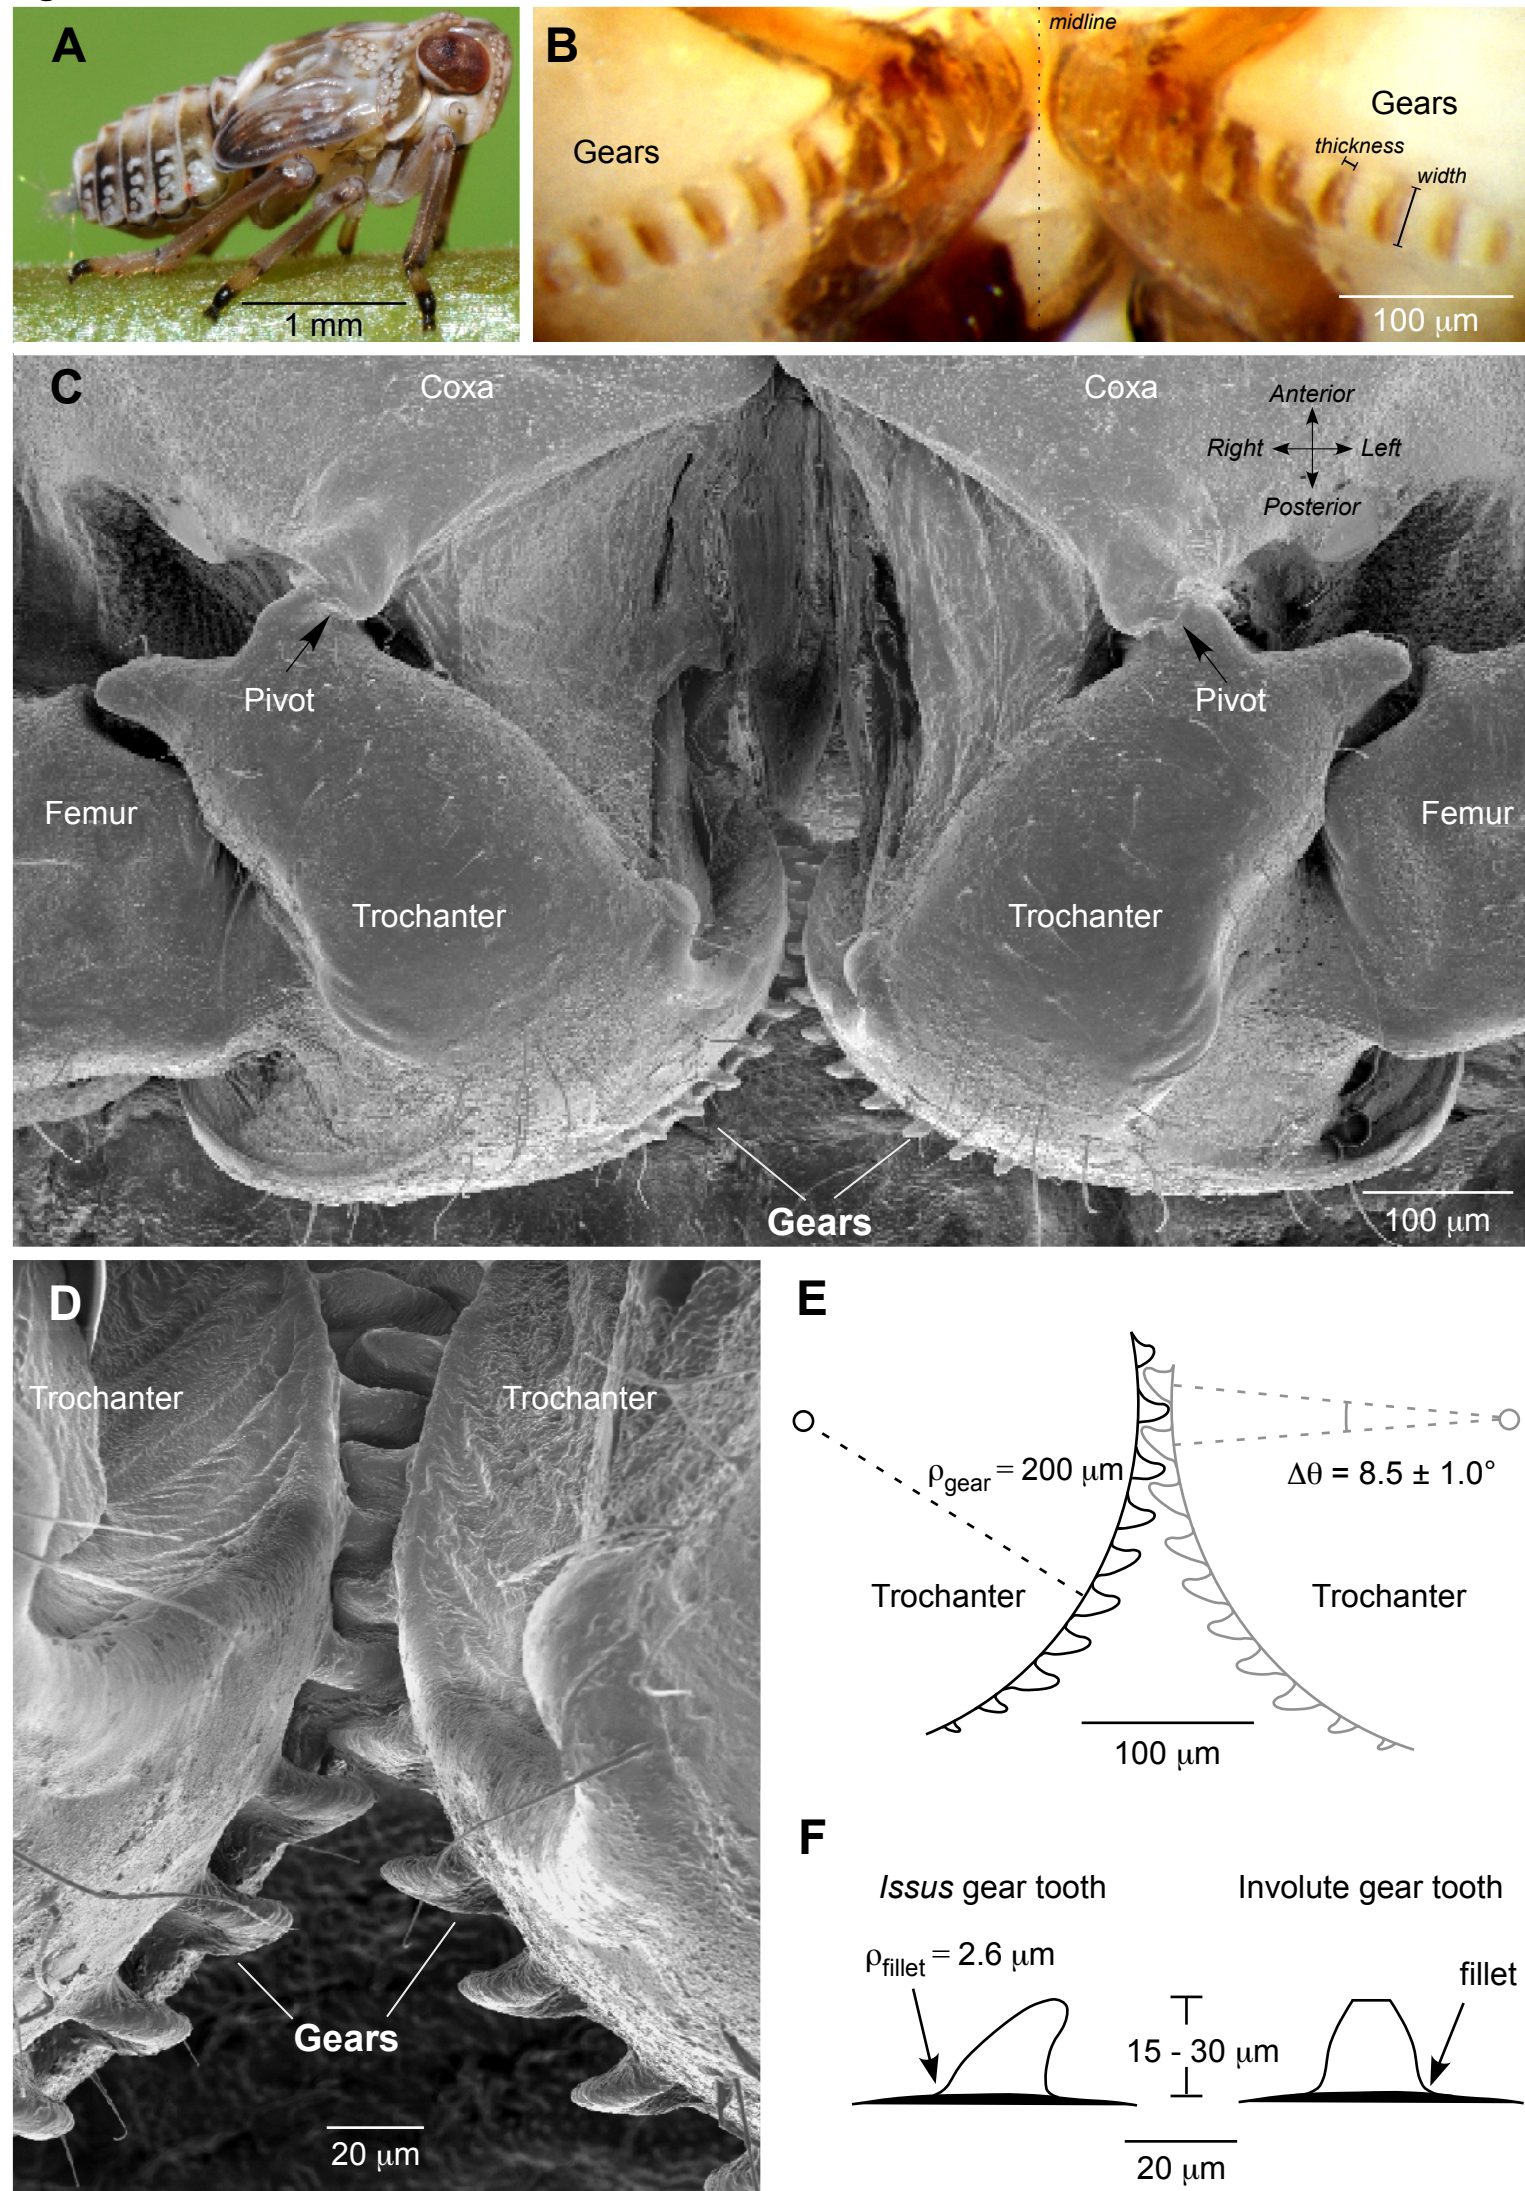 A
1 mm
B
midline
Gears
Gears
thickness
width
100 μm
C
Coxa
Coxa
Anterior
Right
Left
Posterior
Pivot
Pivot
Femur
Femur
Trochanter
Trochanter
Gears
100 μm
D
Trochanter
Trochanter
Gears
20 μm
E
ρgear = 200 μm
Δθ = 8.5 ± 1.0°
Trochanter
Trochanter
100 μm
F
Issus gear tooth
Involute gear tooth
ρfillet = 2.6 μm
fillet
15 - 30 μm
20 μm